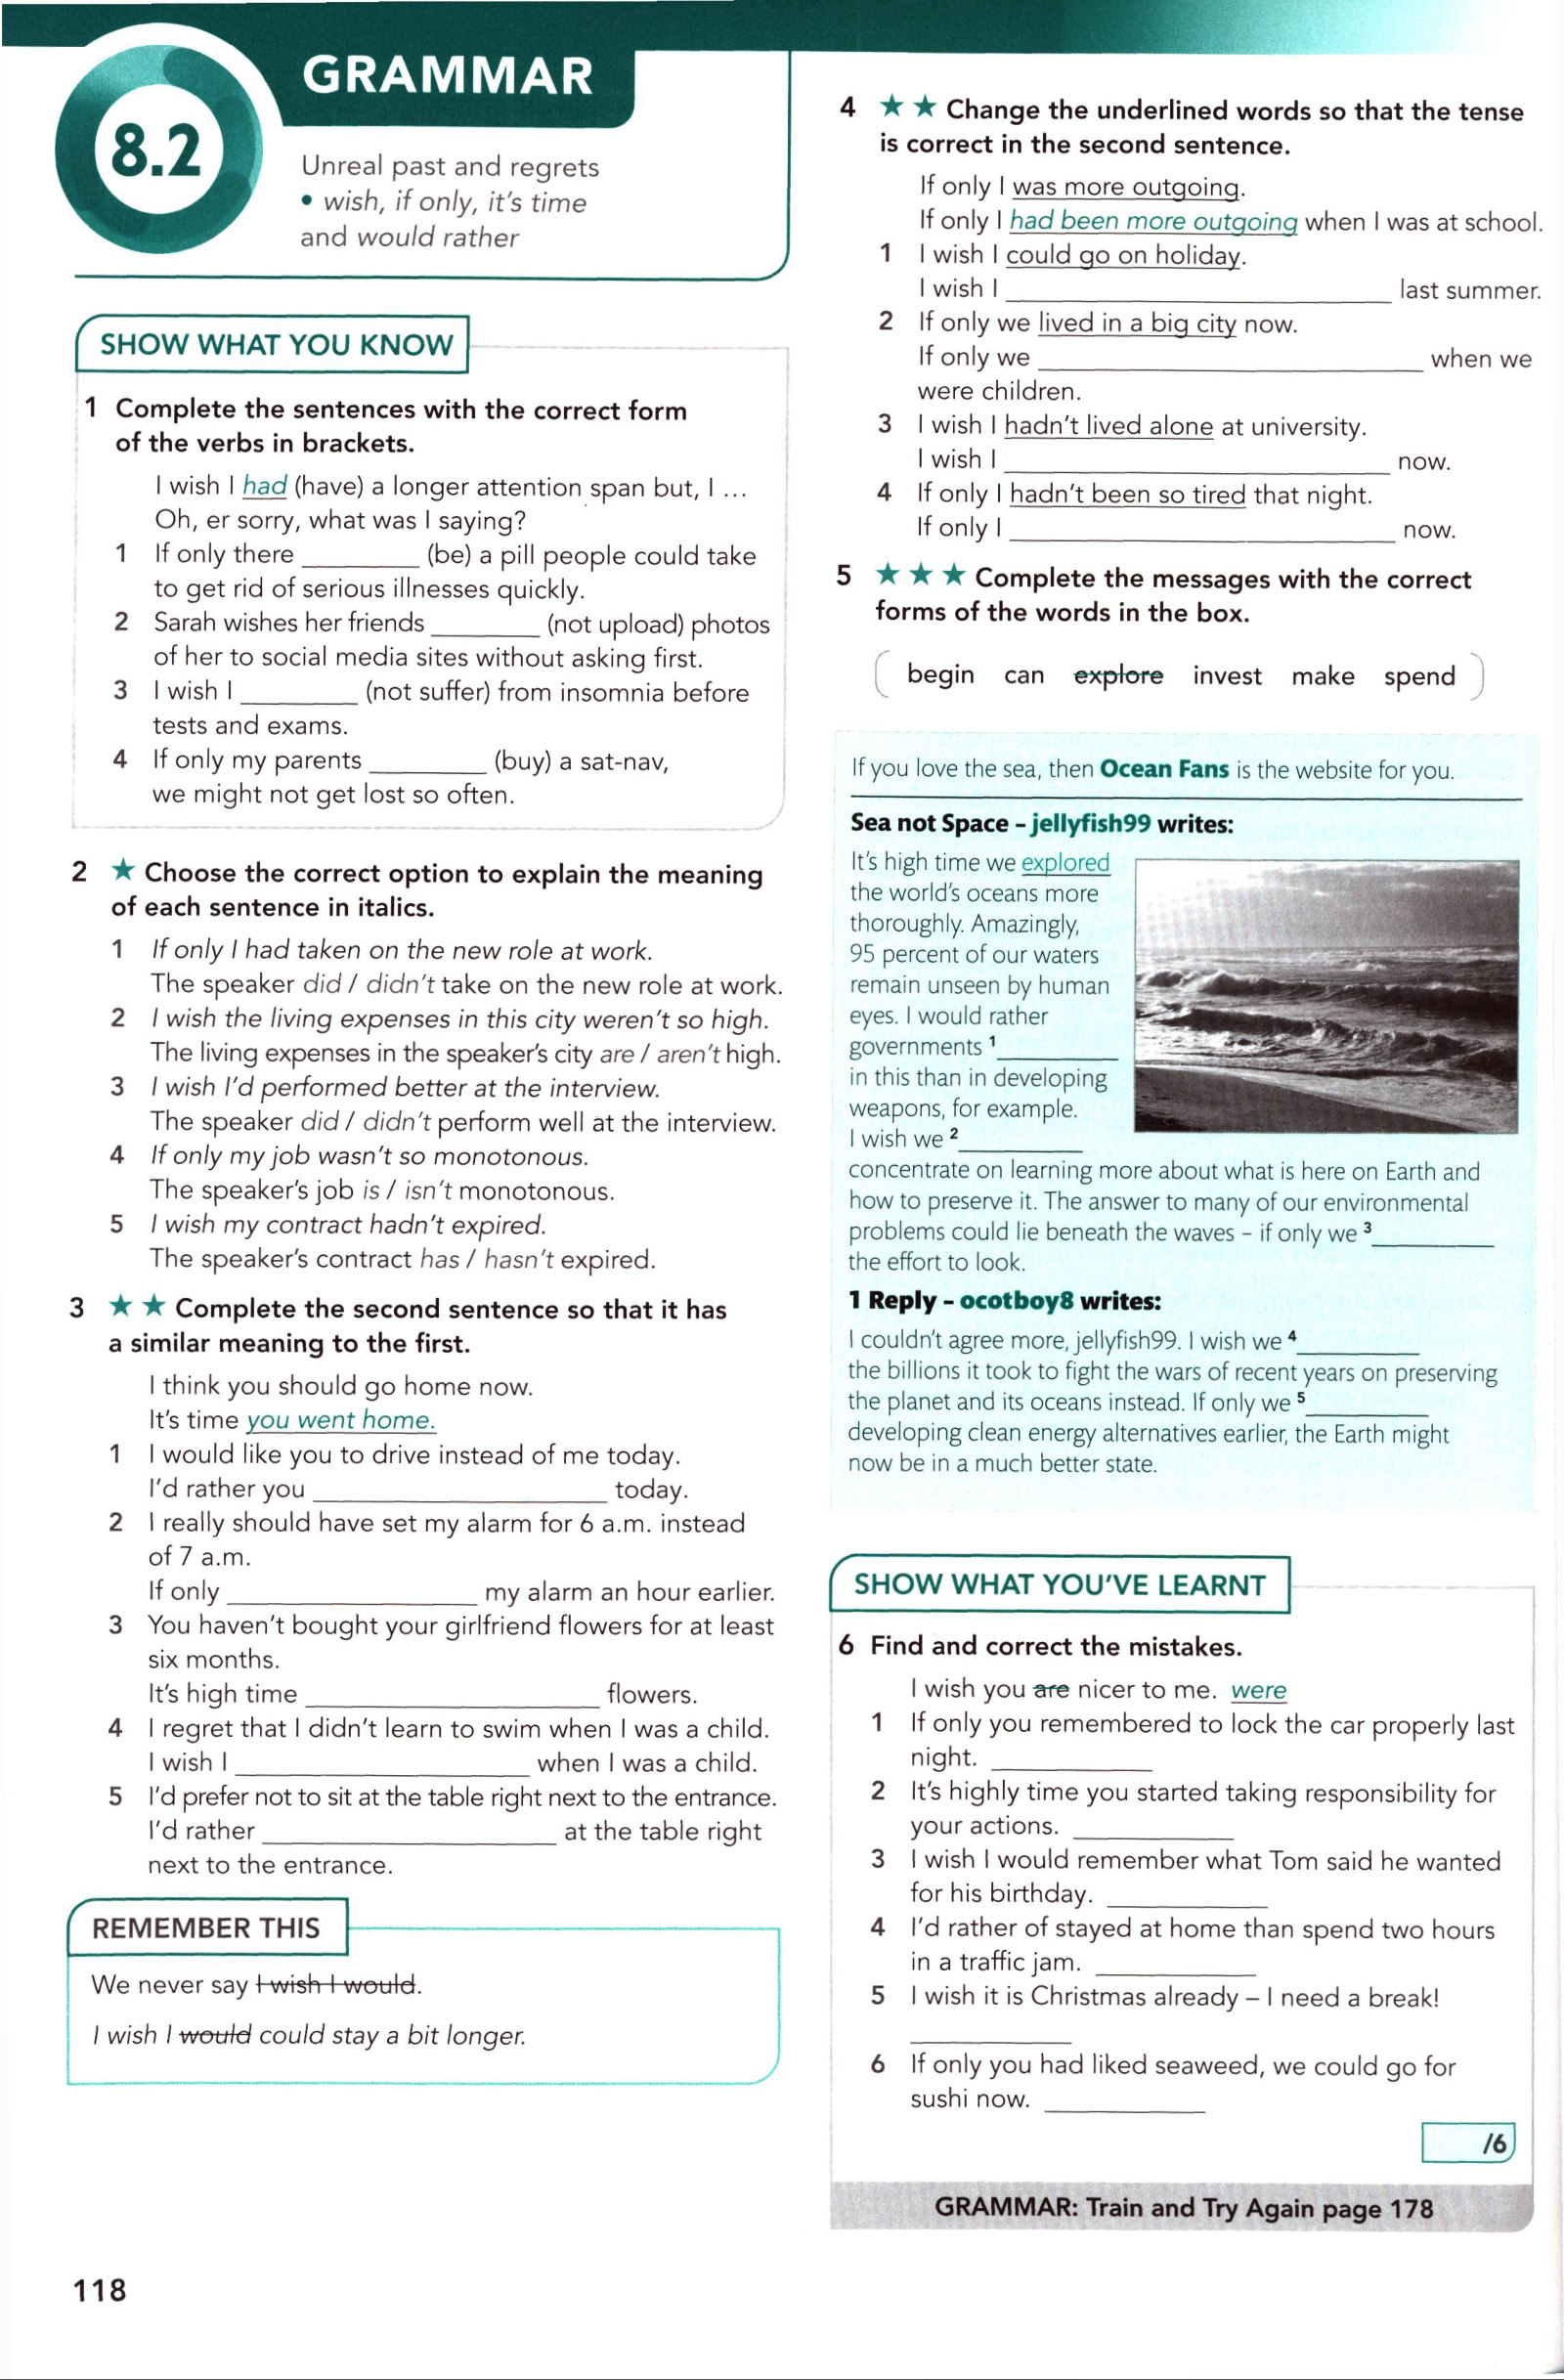 GRAMMAR
8.2
Unreal past and regrets
• wish, if only, it's time
and would rather
SHOW WHAT YOU KNOW
1 Complete the sentences with the correct form
of the verbs in brackets.
I wish I had (have) a longer attention span but, I ...
Oh, er sorry, what was I saying?
1 If only there ________ (be) a pill people could take
to get rid of serious illnesses quickly.
2 Sarah wishes her friends ________ (not upload) photos
of her to social media sites without asking first.
3 I wish I ________ (not suffer) from insomnia before
tests and exams.
4 If only my parents ________ (buy) a sat-nav,
we might not get lost so often.
2 ★ Choose the correct option to explain the meaning
of each sentence in italics.
1 If only I had taken on the new role at work.
The speaker did / didn't take on the new role at work.
2 I wish the living expenses in this city weren't so high.
The living expenses in the speaker's city are / aren't high.
3 I wish I'd performed better at the interview.
The speaker did / didn't perform well at the interview.
4 If only my job wasn't so monotonous.
The speaker's job is / isn't monotonous.
5 I wish my contract hadn't expired.
The speaker's contract has / hasn't expired.
3 ★ ★ Complete the second sentence so that it has
a similar meaning to the first.
I think you should go home now.
It's time you went home.
1 I would like you to drive instead of me today.
I'd rather you ________ today.
2 I really should have set my alarm for 6 a.m. instead
of 7 a.m.
If only ________ my alarm an hour earlier.
3 You haven't bought your girlfriend flowers for at least
six months.
It's high time ________ flowers.
4 I regret that I didn't learn to swim when I was a child.
I wish I ________ when I was a child.
5 I'd prefer not to sit at the table right next to the entrance.
I'd rather ________ at the table right
next to the entrance.
REMEMBER THIS
We never say I wish I would.
I wish I would could stay a bit longer.
4 ★ ★ Change the underlined words so that the tense
is correct in the second sentence.
If only I was more outgoing.
If only I had been more outgoing when I was at school.
1 I wish I could go on holiday.
I wish I ________ last summer.
2 If only we lived in a big city now.
If only we ________ when we
were children.
3 I wish I hadn't lived alone at university.
I wish I ________ now.
4 If only I hadn't been so tired that night.
If only I ________ now.
5 ★ ★ ★ Complete the messages with the correct
forms of the words in the box.
begin can explore invest make spend
If you love the sea, then Ocean Fans is the website for you.
Sea not Space – jellyfish99 writes:
It's high time we explored
the world's oceans more
thoroughly. Amazingly,
95 percent of our waters
remain unseen by human
eyes. I would rather
governments ¹________
in this than in developing
weapons, for example.
I wish we ²________
concentrate on learning more about what is here on Earth and
how to preserve it. The answer to many of our environmental
problems could lie beneath the waves – if only we ³________
the effort to look.
1 Reply – ocotboy8 writes:
I couldn't agree more, jellyfish99. I wish we ⁴________
the billions it took to fight the wars of recent years on preserving
the planet and its oceans instead. If only we ⁵________
developing clean energy alternatives earlier, the Earth might
now be in a much better state.
SHOW WHAT YOU'VE LEARNT
6 Find and correct the mistakes.
I wish you are nicer to me. were
1 If only you remembered to lock the car properly last
night. ________
2 It's highly time you started taking responsibility for
your actions. ________
3 I wish I would remember what Tom said he wanted
for his birthday. ________
4 I'd rather of stayed at home than spend two hours
in a traffic jam. ________
5 I wish it is Christmas already – I need a break!
________
6 If only you had liked seaweed, we could go for
sushi now. ________
/6
GRAMMAR: Train and Try Again page 178
118